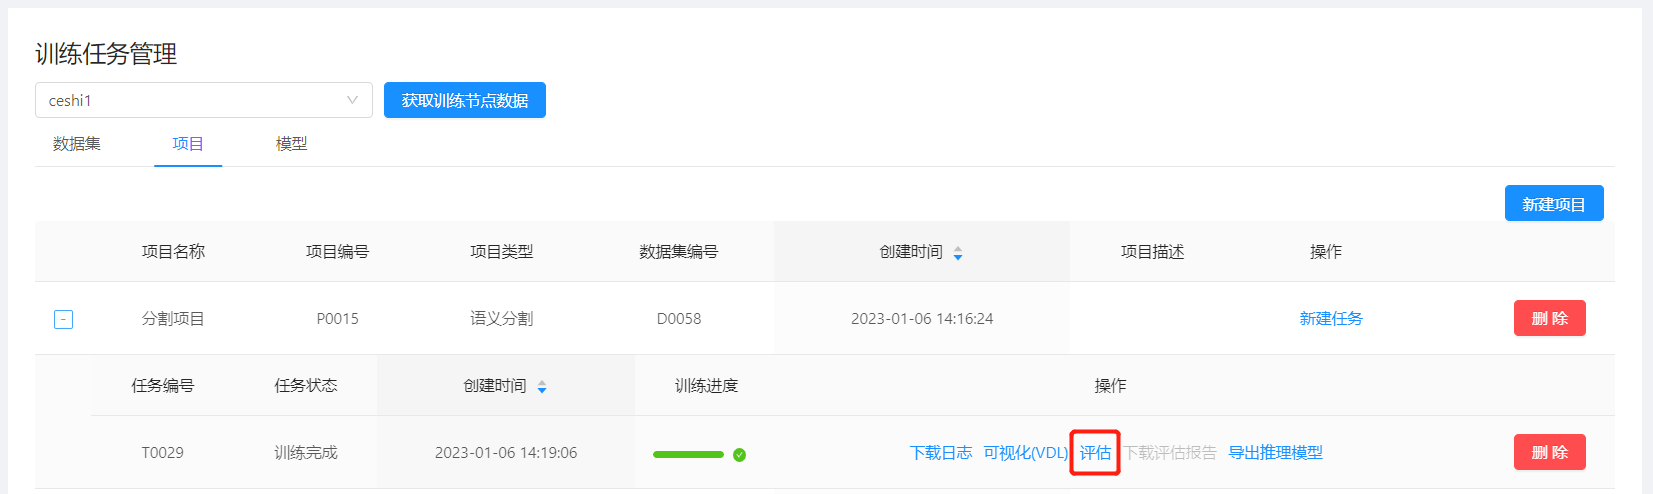 训练任务管理
ceshi1 获取训练节点数据
数据集 项目 模型
新建项目
项目名称 项目编号 项目类型 数据集编号 创建时间 项目描述 操作
- 分割项目 P0015 语义分割 D0058 2023-01-06 14:16:24 新建任务 删 除
任务编号 任务状态 创建时间 训练进度 操作
T0029 训练完成 2023-01-06 14:19:06 下载日志 可视化(VDL) 评估 下载评估报告 导出推理模型 删 除